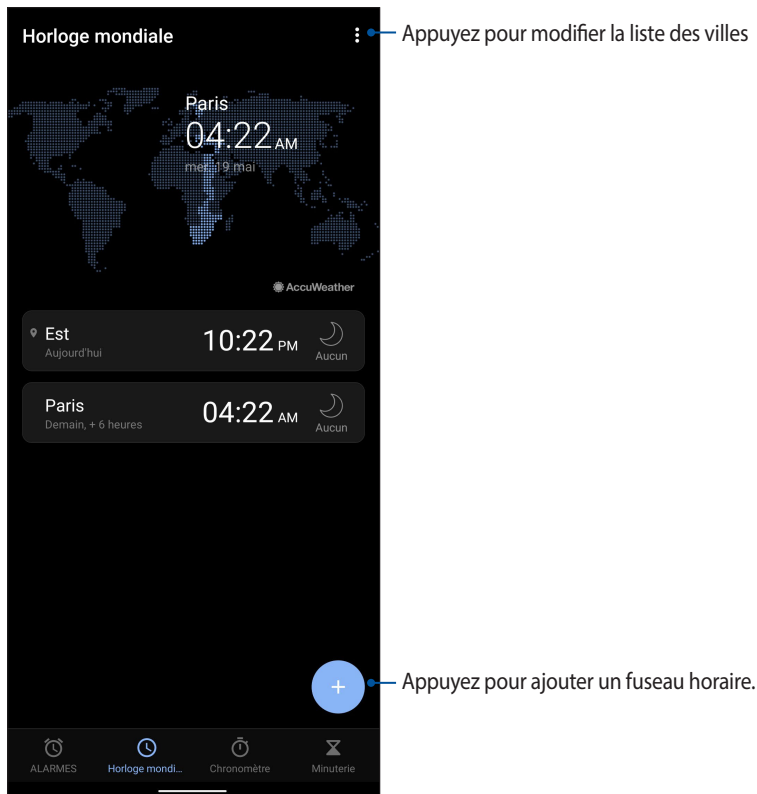 Horloge mondiale
Appuyez pour modifier la liste des villes
Paris
04:22 AM
mer. 19 mai
AccuWeather
Est
Aujourd'hui
10:22 PM
Aucun
Paris
Demain, + 6 heures
04:22 AM
Aucun
+
Appuyez pour ajouter un fuseau horaire.
ALARMES
Horloge mondi...
Chronomètre
Minuterie